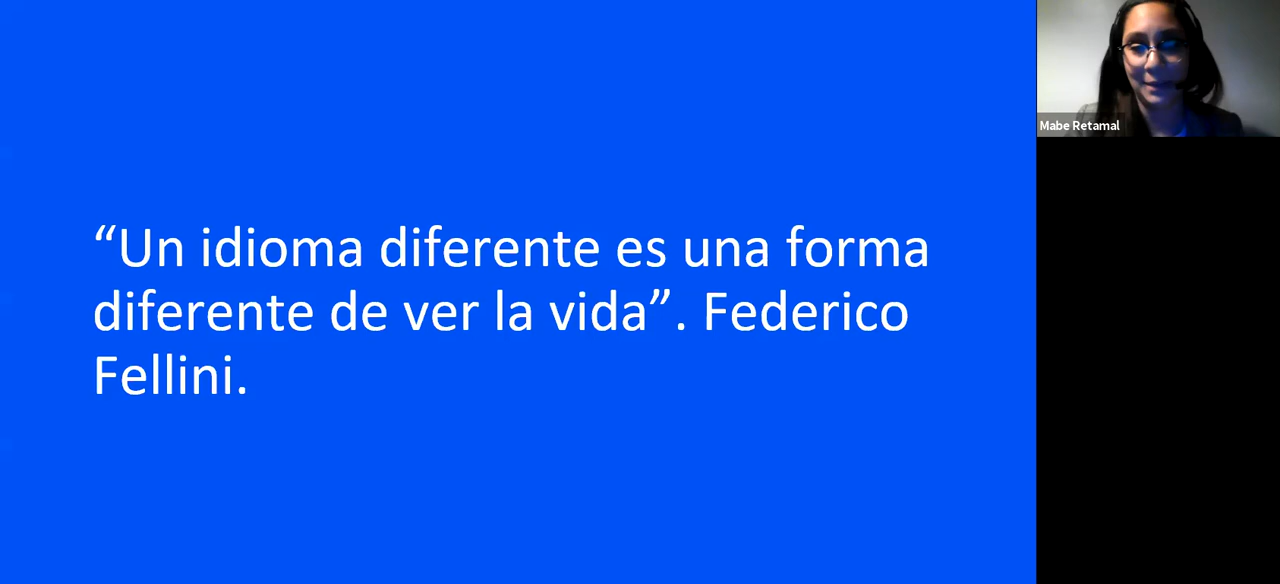 “Un idioma diferente es una forma
diferente de ver la vida”. Federico
Fellini.
Mabe Retamal